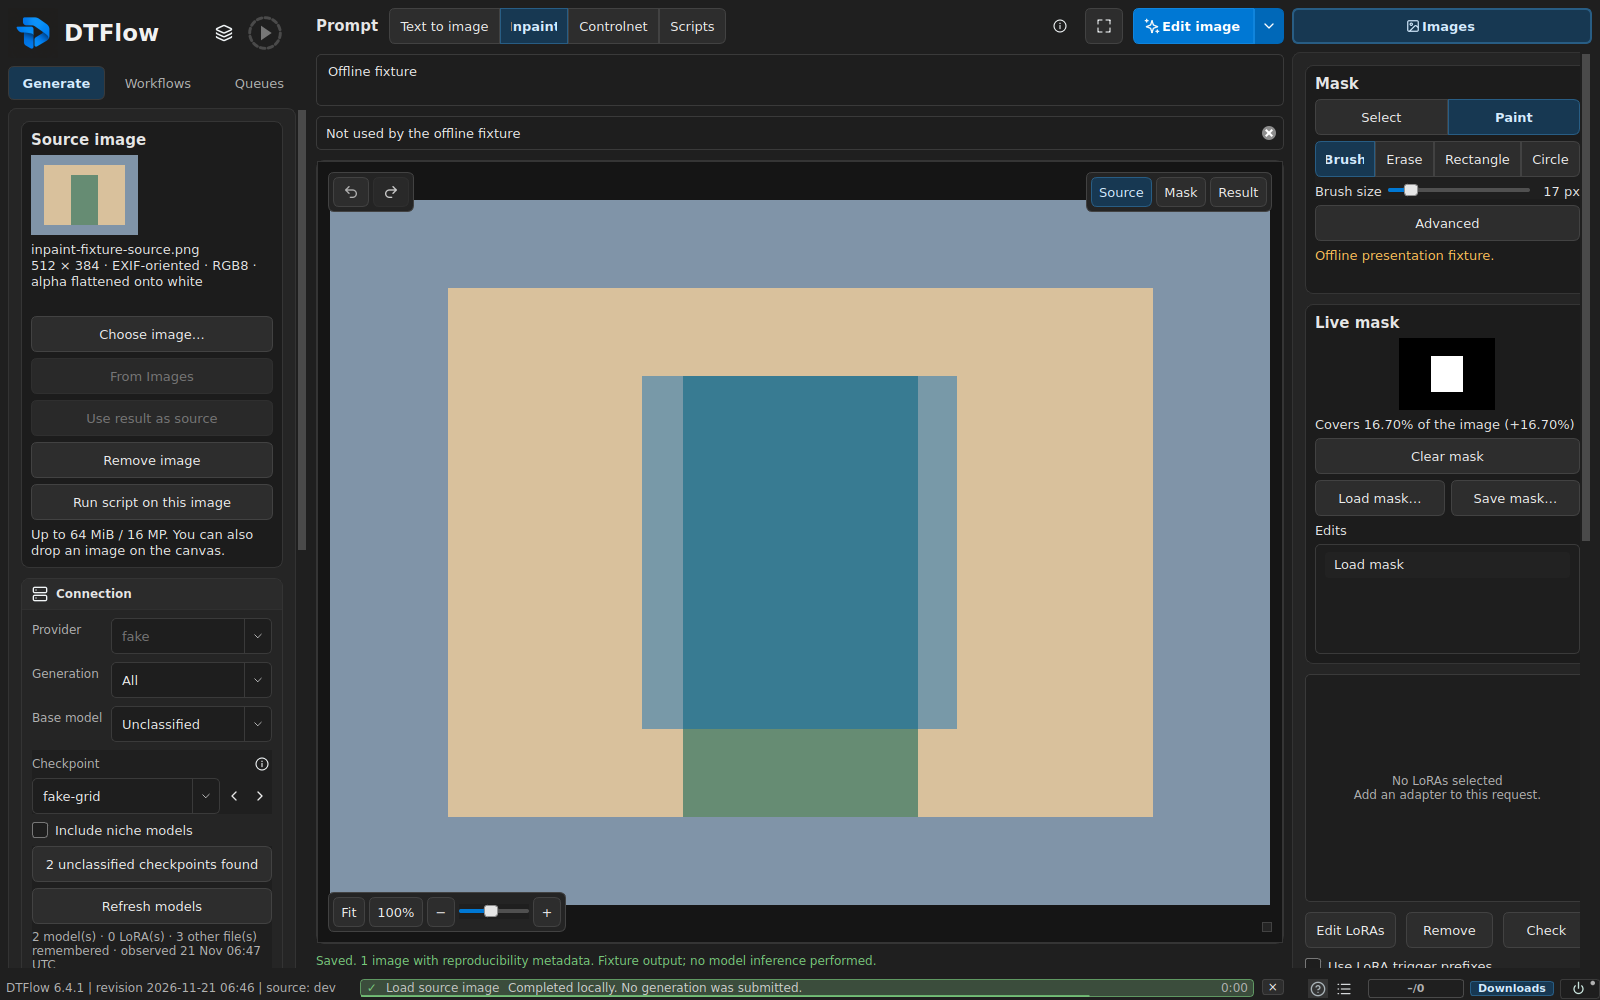 DTFlow
Generate
Workflows
Queues
Source image
inpaint-fixture-source.png
512 × 384 · EXIF-oriented · RGB8 ·
alpha flattened onto white
Choose image...
From Images
Use result as source
Remove image
Run script on this image
Up to 64 MiB / 16 MP. You can also
drop an image on the canvas.
Connection
Provider
fake
Generation
All
Base model
Unclassified
Checkpoint
fake-grid
Include niche models
2 unclassified checkpoints found
Refresh models
2 model(s) · 0 LoRA(s) · 3 other file(s)
remembered · observed 21 Nov 06:47
UTC
Prompt
Text to image
Inpaint
Controlnet
Scripts
Edit image
Offline fixture
Not used by the offline fixture
Source
Mask
Result
Fit
100%
−
+
Saved. 1 image with reproducibility metadata. Fixture output; no model inference performed.
Images
Mask
Select
Paint
Brush
Erase
Rectangle
Circle
Brush size
17 px
Advanced
Offline presentation fixture.
Live mask
Covers 16.70% of the image (+16.70%)
Clear mask
Load mask...
Save mask...
Edits
Load mask
No LoRAs selected
Add an adapter to this request.
Edit LoRAs
Remove
Check
Use LoRA trigger prefixes
DTFlow 6.4.1 | revision 2026-11-21 06:46 | source: dev
✓ Load source image Completed locally. No generation was submitted.
0:00
–/0
Downloads